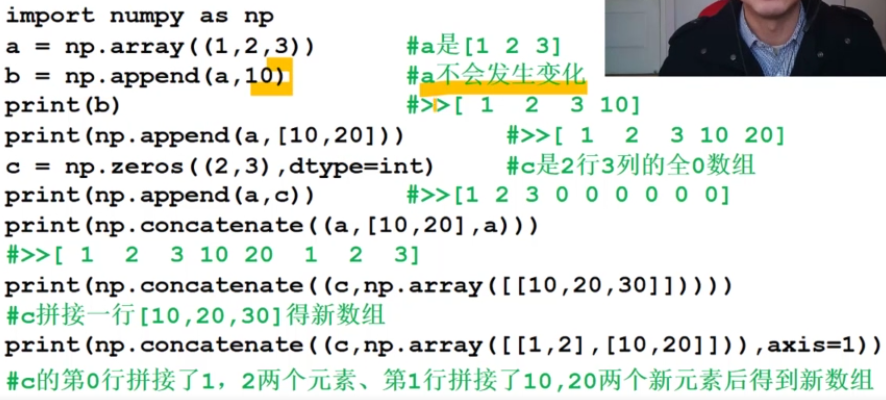 import numpy as np
a = np.array((1,2,3)) #a是[1 2 3]
b = np.append(a,10) #a不会发生变化
print(b) #>>[ 1 2 3 10]
print(np.append(a,[10,20])) #>>[ 1 2 3 10 20]
c = np.zeros((2,3),dtype=int) #c是2行3列的全0数组
print(np.append(a,c)) #>>[1 2 3 0 0 0 0 0 0]
print(np.concatenate((a,[10,20],a)))
#>>[ 1 2 3 10 20 1 2 3]
print(np.concatenate((c,np.array([[10,20,30]]))))
#c拼接一行[10,20,30]得新数组
print(np.concatenate((c,np.array([[1,2],[10,20]])),axis=1))
#c的第0行拼接了1，2两个元素、第1行拼接了10,20两个新元素后得到新数组